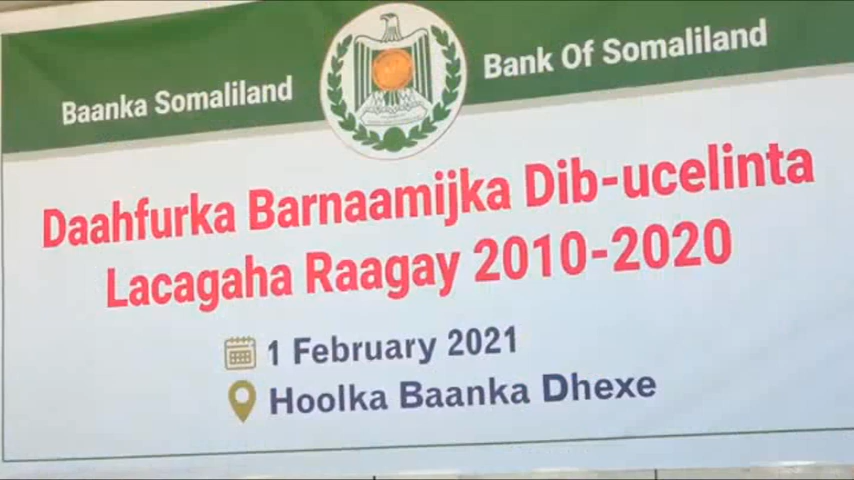 Baanka Somaliland
Bank Of Somaliland
Daahfurka Barnaamijka Dib-ucelinta
Lacagaha Raagay 2010-2020
1 February 2021
Hoolka Baanka Dhexe